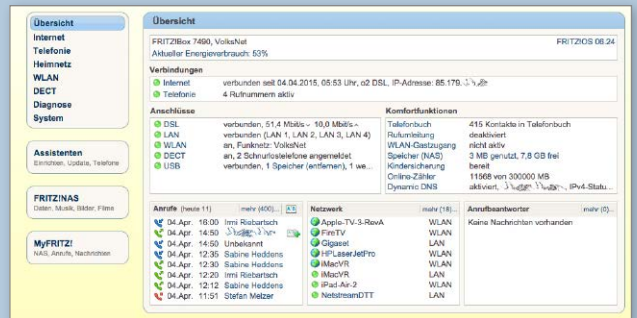 Übersicht
Internet
Telefonie
Heimnetz
WLAN
DECT
Diagnose
System
Assistenten
Einrichten, Update, Telefone
FRITZ!NAS
Daten, Musik, Bilder, Filme
MyFRITZ!
NAS, Anrufe, Nachrichten
Übersicht
FRITZ!Box 7490, VolksNet FRITZ!OS 06.24
Aktueller Energieverbrauch: 53%
Verbindungen
Internet verbunden seit 04.04.2015, 05:53 Uhr, o2 DSL, IP-Adresse: 85.179.
Telefonie 4 Rufnummern aktiv
Anschlüsse
DSL verbunden, 51,4 Mbit/s 10,0 Mbit/s
LAN verbunden (LAN 1, LAN 2, LAN 3, LAN 4)
WLAN an, Funknetz: VolksNet
DECT an, 2 Schnurlostelefone angemeldet
USB verbunden, 1 Speicher (entfernen), 1 we...
Komfortfunktionen
Telefonbuch 415 Kontakte in Telefonbuch
Rufumleitung deaktiviert
WLAN-Gastzugang nicht aktiv
Speicher (NAS) 3 MB genutzt, 7,8 GB frei
Kindersicherung bereit
Online-Zähler 11568 von 300000 MB
Dynamic DNS aktiviert, , IPv4-Statu...
Anrufe (heute 11) mehr (400)...
04.Apr. 16:00 Irmi Riebartsch
04.Apr. 14:50
04.Apr. 14:50 Unbekannt
04.Apr. 12:35 Sabine Heddens
04.Apr. 12:30 Sabine Heddens
04.Apr. 12:20 Irmi Riebartsch
04.Apr. 12:12 Sabine Heddens
04.Apr. 11:51 Stefan Melzer
Netzwerk mehr (18)...
Apple-TV-3-RevA WLAN
FireTV WLAN
Gigaset LAN
HPLaserJetPro WLAN
iMacVR WLAN
iMacVR LAN
iPad-Air-2 WLAN
NetstreamDTT LAN
Anrufbeantworter mehr (0)...
Keine Nachrichten vorhanden